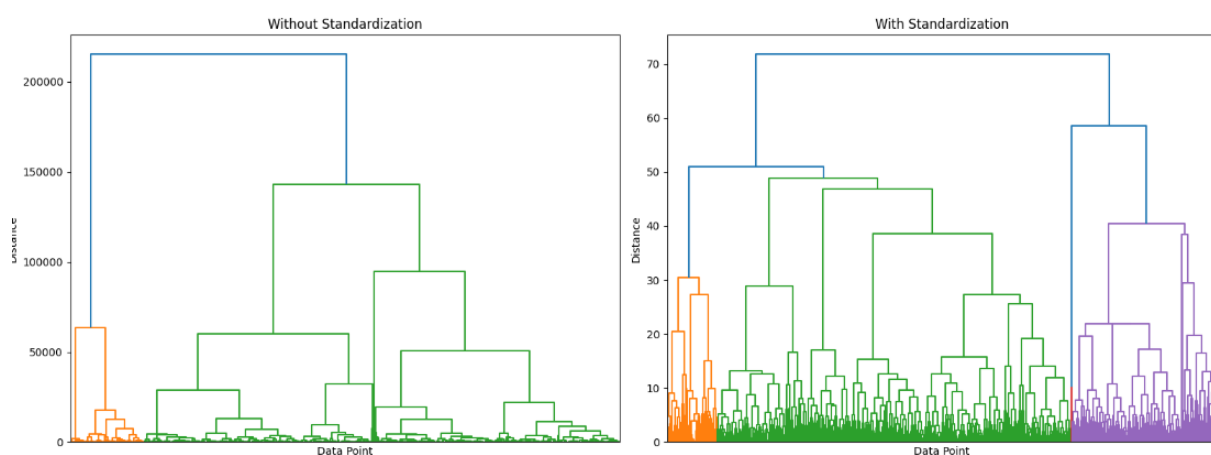 Without Standardization
With Standardization
200000
150000
100000
50000
0
Distance
Data Point
70
60
50
40
30
20
10
0
Distance
Data Point